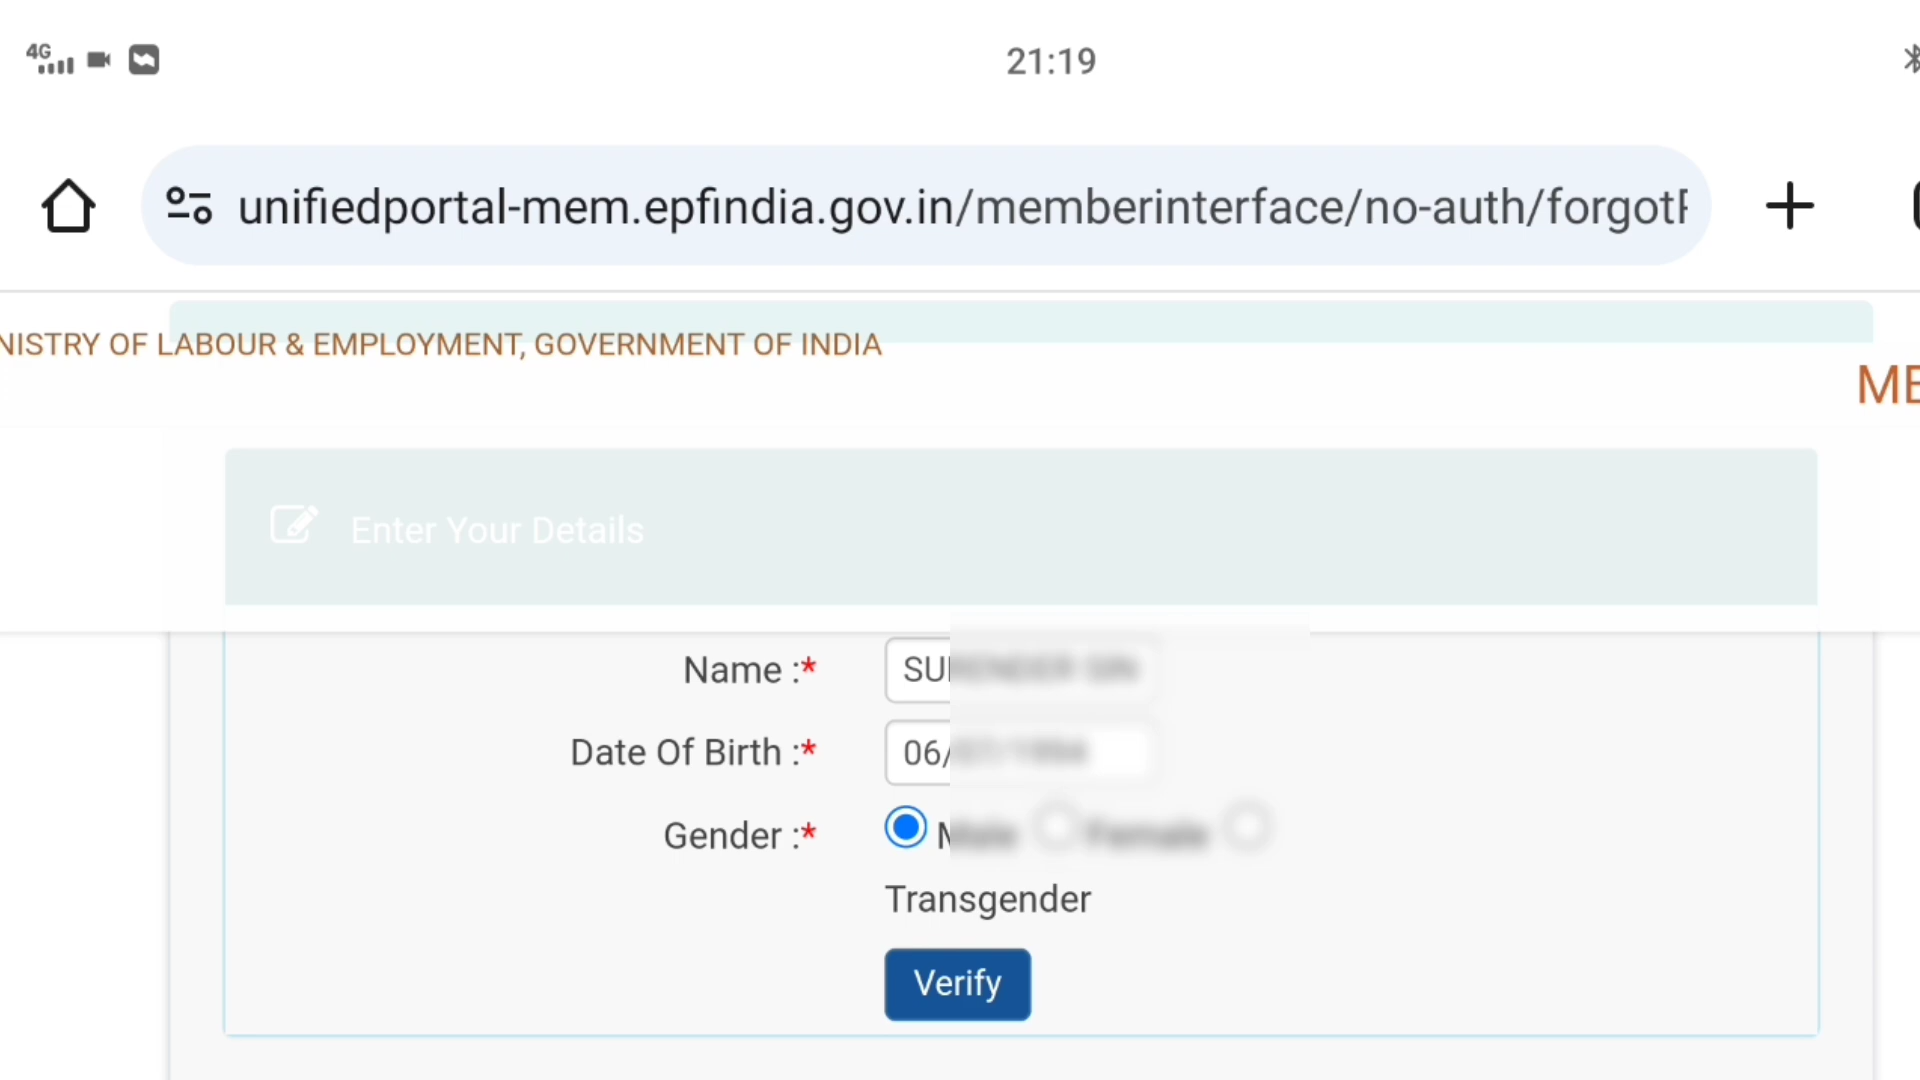 4G 21:19
unifiedportal-mem.epfindia.gov.in/memberinterface/no-auth/forgot
NISTRY OF LABOUR & EMPLOYMENT, GOVERNMENT OF INDIA
ME
Enter Your Details
Name :* SU
Date Of Birth :* 06/
Gender :*
Transgender
Verify